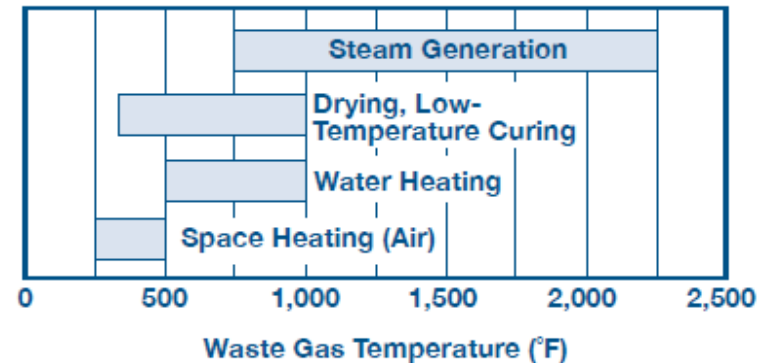 Steam Generation
Drying, Low-
Temperature Curing
Water Heating
Space Heating (Air)
0 500 1,000 1,500 2,000 2,500
Waste Gas Temperature (°F)